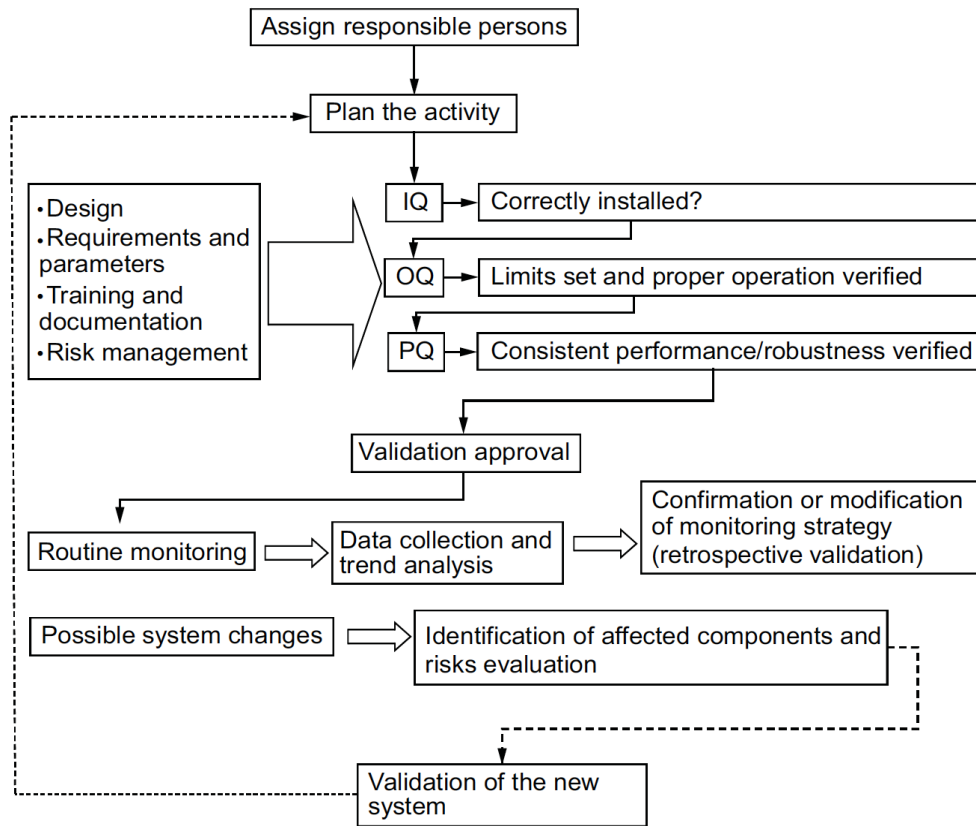 Assign responsible persons
Plan the activity
IQ
Correctly installed?
• Design
• Requirements and
parameters
• Training and
documentation
• Risk management
OQ
Limits set and proper operation verified
PQ
Consistent performance/robustness verified
Validation approval
Routine monitoring
Data collection and
trend analysis
Confirmation or modification
of monitoring strategy
(retrospective validation)
Possible system changes
Identification of affected components and
risks evaluation
Validation of the new
system